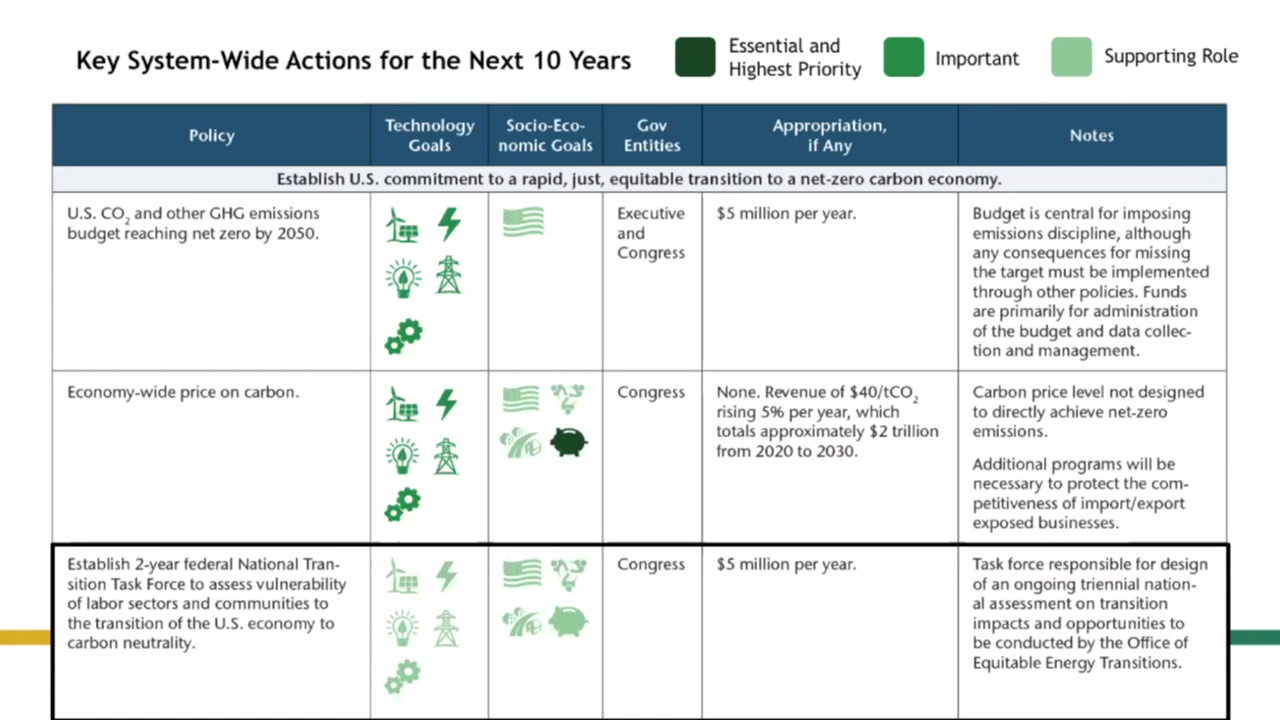 Key System-Wide Actions for the Next 10 Years
Essential and
Highest Priority
Important
Supporting Role
Policy
Technology
Goals
Socio-Eco-
nomic Goals
Gov
Entities
Appropriation,
if Any
Notes
Establish U.S. commitment to a rapid, just, equitable transition to a net-zero carbon economy.
U.S. CO₂ and other GHG emissions
budget reaching net zero by 2050.
Executive
and
Congress
$5 million per year.
Budget is central for imposing
emissions discipline, although
any consequences for missing
the target must be implemented
through other policies. Funds
are primarily for administration
of the budget and data collec-
tion and management.
Economy-wide price on carbon.
Congress
None. Revenue of $40/tCO₂
rising 5% per year, which
totals approximately $2 trillion
from 2020 to 2030.
Carbon price level not designed
to directly achieve net-zero
emissions.
Additional programs will be
necessary to protect the com-
petitiveness of import/export
exposed businesses.
Establish 2-year federal National Tran-
sition Task Force to assess vulnerability
of labor sectors and communities to
the transition of the U.S. economy to
carbon neutrality.
Congress
$5 million per year.
Task force responsible for design
of an ongoing triennial nation-
al assessment on transition
impacts and opportunities to
be conducted by the Office of
Equitable Energy Transitions.